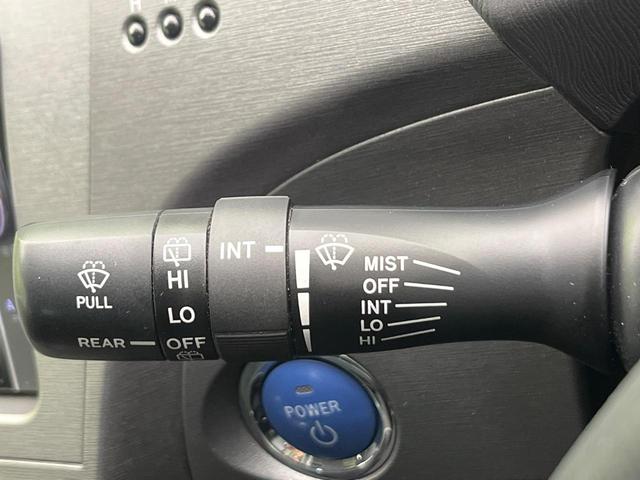 H
INT
HI
LO
PULL
REAR
OFF
MIST
OFF
INT
LO
HI
POWER